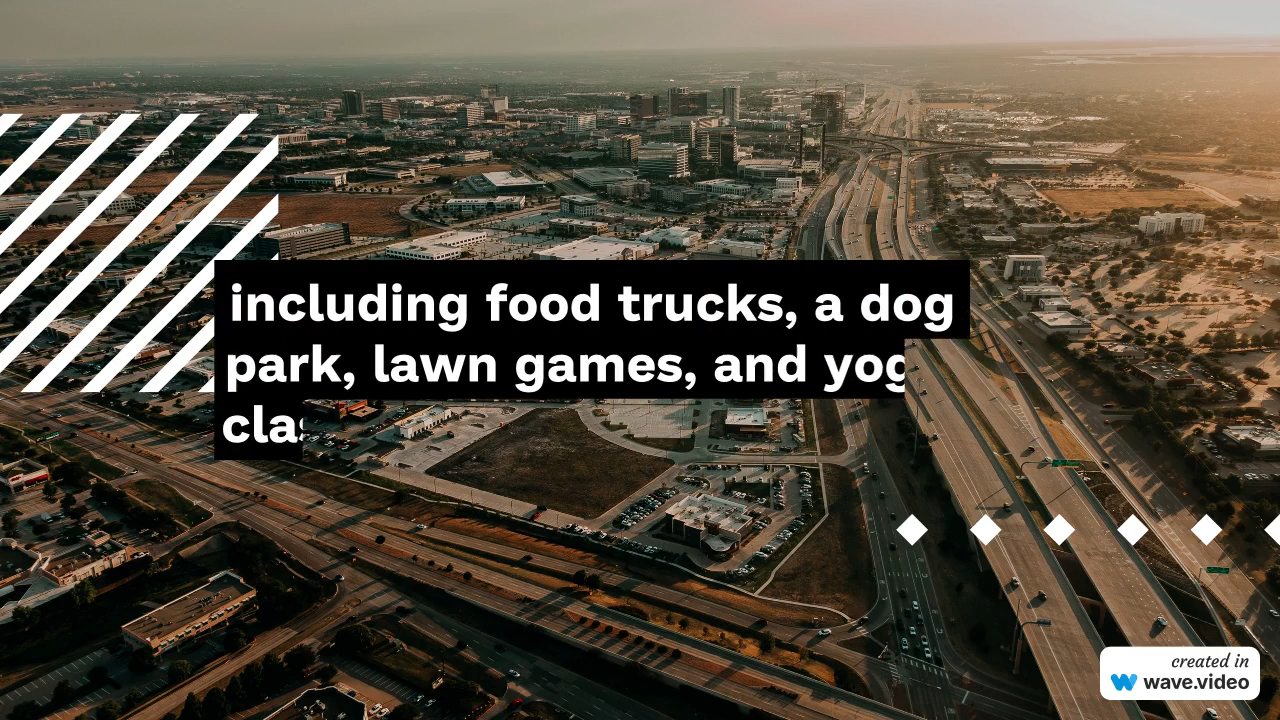 including food trucks, a dog
park, lawn games, and yog
clas
created in
wave.video